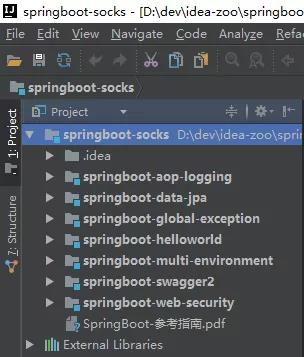 springboot-socks - [D:\dev\idea-zoo\springboo
File Edit View Navigate Code Analyze Refact
springboot-socks
Project
springboot-socks D:\dev\idea-zoo\spri
.idea
springboot-aop-logging
springboot-data-jpa
springboot-global-exception
springboot-helloworld
springboot-multi-environment
springboot-swagger2
springboot-web-security
SpringBoot-参考指南.pdf
External Libraries
1: Project
7: Structure